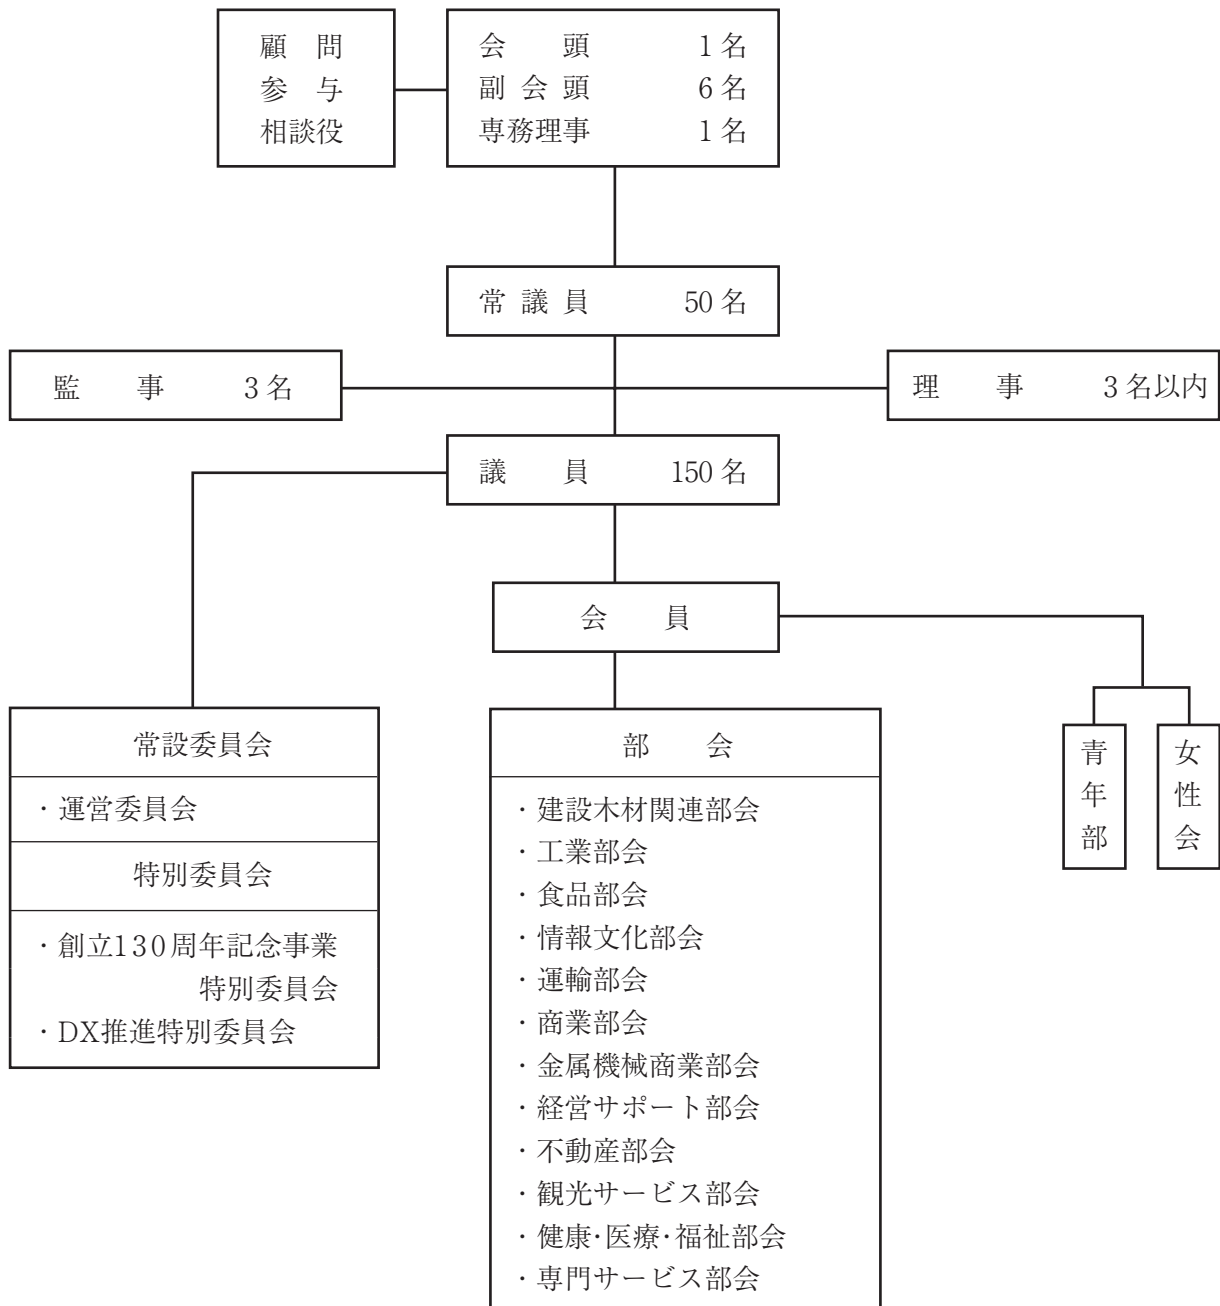 顧問
参与
相談役
会頭 1名
副会頭 6名
専務理事 1名
常議員 50名
監事 3名
理事 3名以内
議員 150名
会員
常設委員会
・運営委員会
特別委員会
・創立130周年記念事業
特別委員会
・DX推進特別委員会
部会
・建設木材関連部会
・工業部会
・食品部会
・情報文化部会
・運輸部会
・商業部会
・金属機械商業部会
・経営サポート部会
・不動産部会
・観光サービス部会
・健康・医療・福祉部会
・専門サービス部会
青年部
女性会